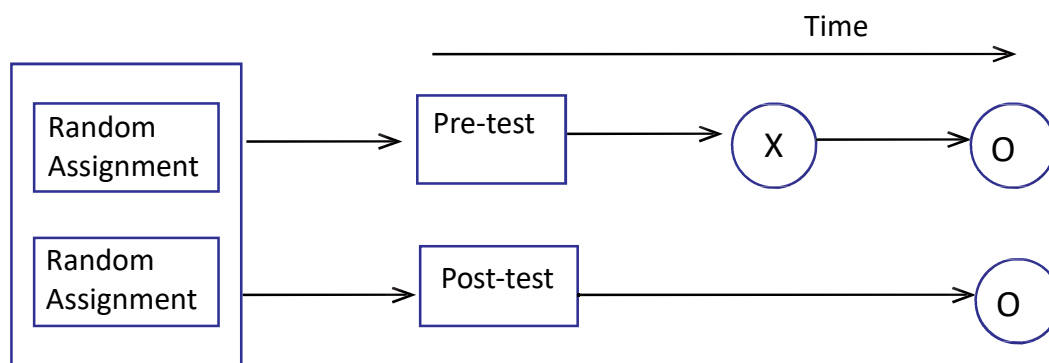 Time
Random
Assignment
Pre-test
X
O
Random
Assignment
Post-test
O